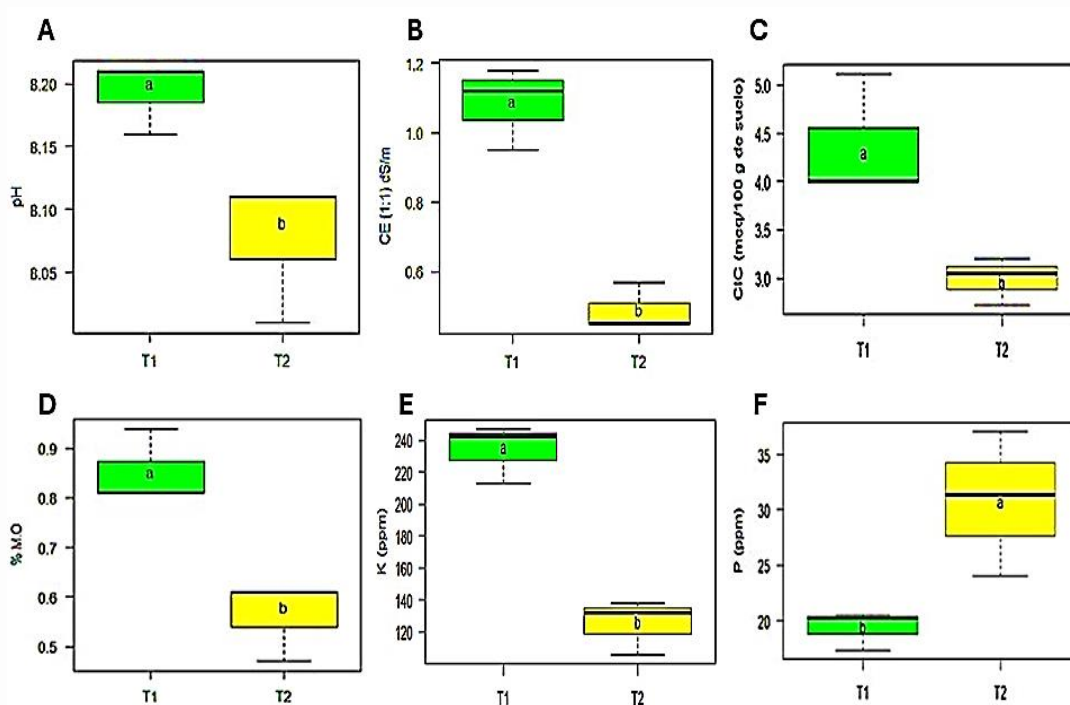 A
pH
8.20
8.15
8.10
8.05
a
b
T1
T2
B
CE (1:1) dS/m
1,2
1.0
0.8
0.6
a
b
T1
T2
C
CIC (meq/100 g de suelo)
5.0
4.5
4.0
3.5
3.0
a
b
T1
T2
D
% M.O
0.9
0.8
0.7
0.6
0.5
a
b
T1
T2
E
K (ppm)
240
220
200
180
160
140
120
a
b
T1
T2
F
P (ppm)
35
30
25
20
b
a
T1
T2